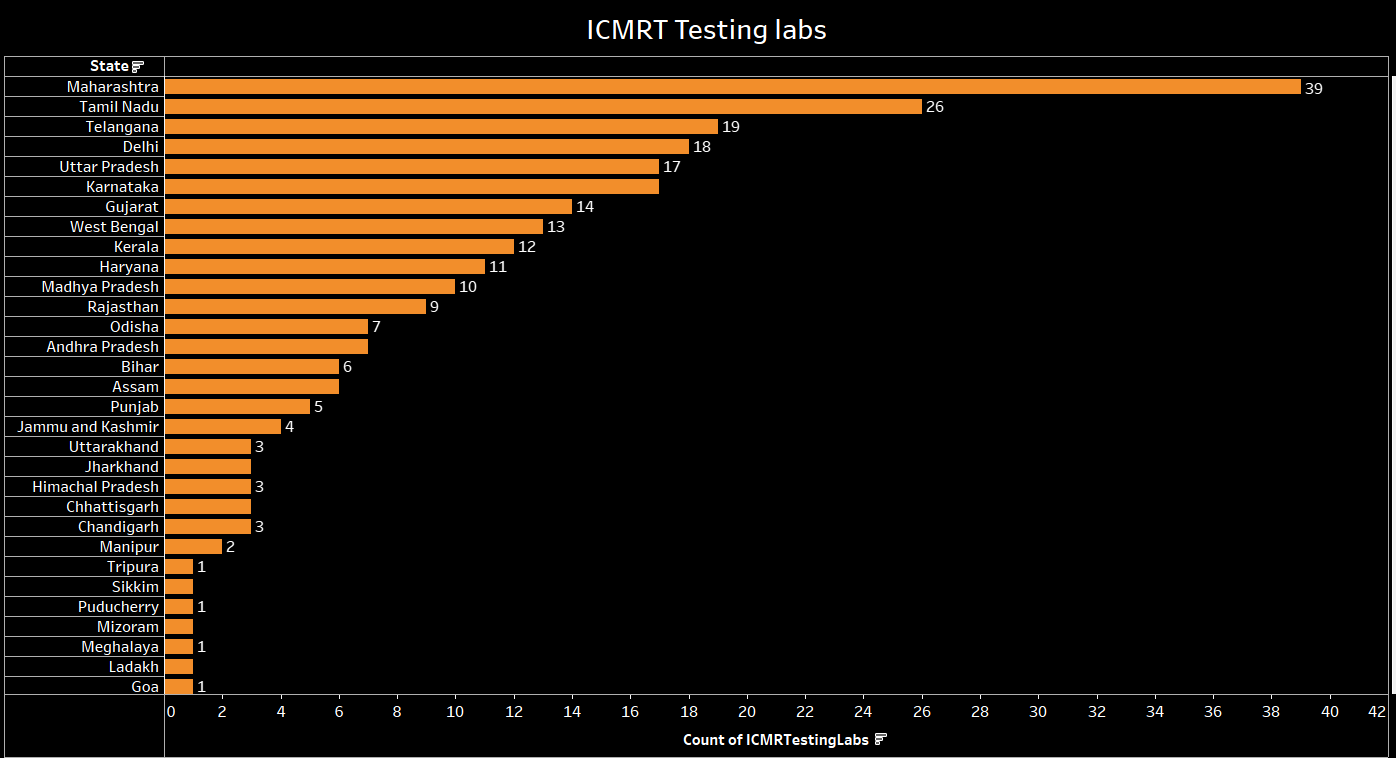 ICMRT Testing labs
State
Maharashtra 39
Tamil Nadu 26
Telangana 19
Delhi 18
Uttar Pradesh 17
Karnataka
Gujarat 14
West Bengal 13
Kerala 12
Haryana 11
Madhya Pradesh 10
Rajasthan 9
Odisha 7
Andhra Pradesh
Bihar 6
Assam
Punjab 5
Jammu and Kashmir 4
Uttarakhand 3
Jharkhand
Himachal Pradesh 3
Chhattisgarh
Chandigarh 3
Manipur 2
Tripura 1
Sikkim
Puducherry 1
Mizoram
Meghalaya 1
Ladakh
Goa 1
0 2 4 6 8 10 12 14 16 18 20 22 24 26 28 30 32 34 36 38 40 42
Count of ICMRTestingLabs